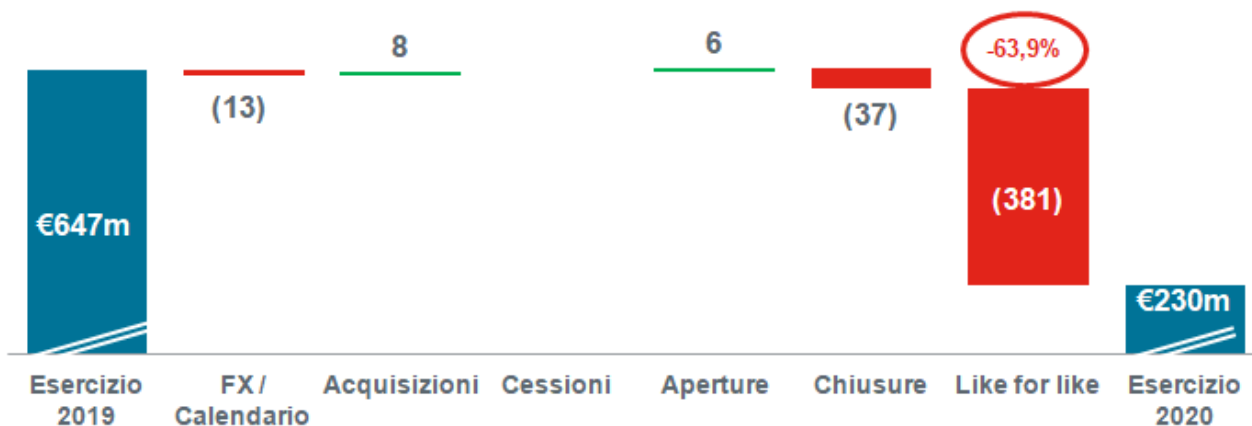 8
6
-63,9%
(13)
(37)
€647m
(381)
€230m
Esercizio 2019
FX / Calendario
Acquisizioni
Cessioni
Aperture
Chiusure
Like for like
Esercizio 2020